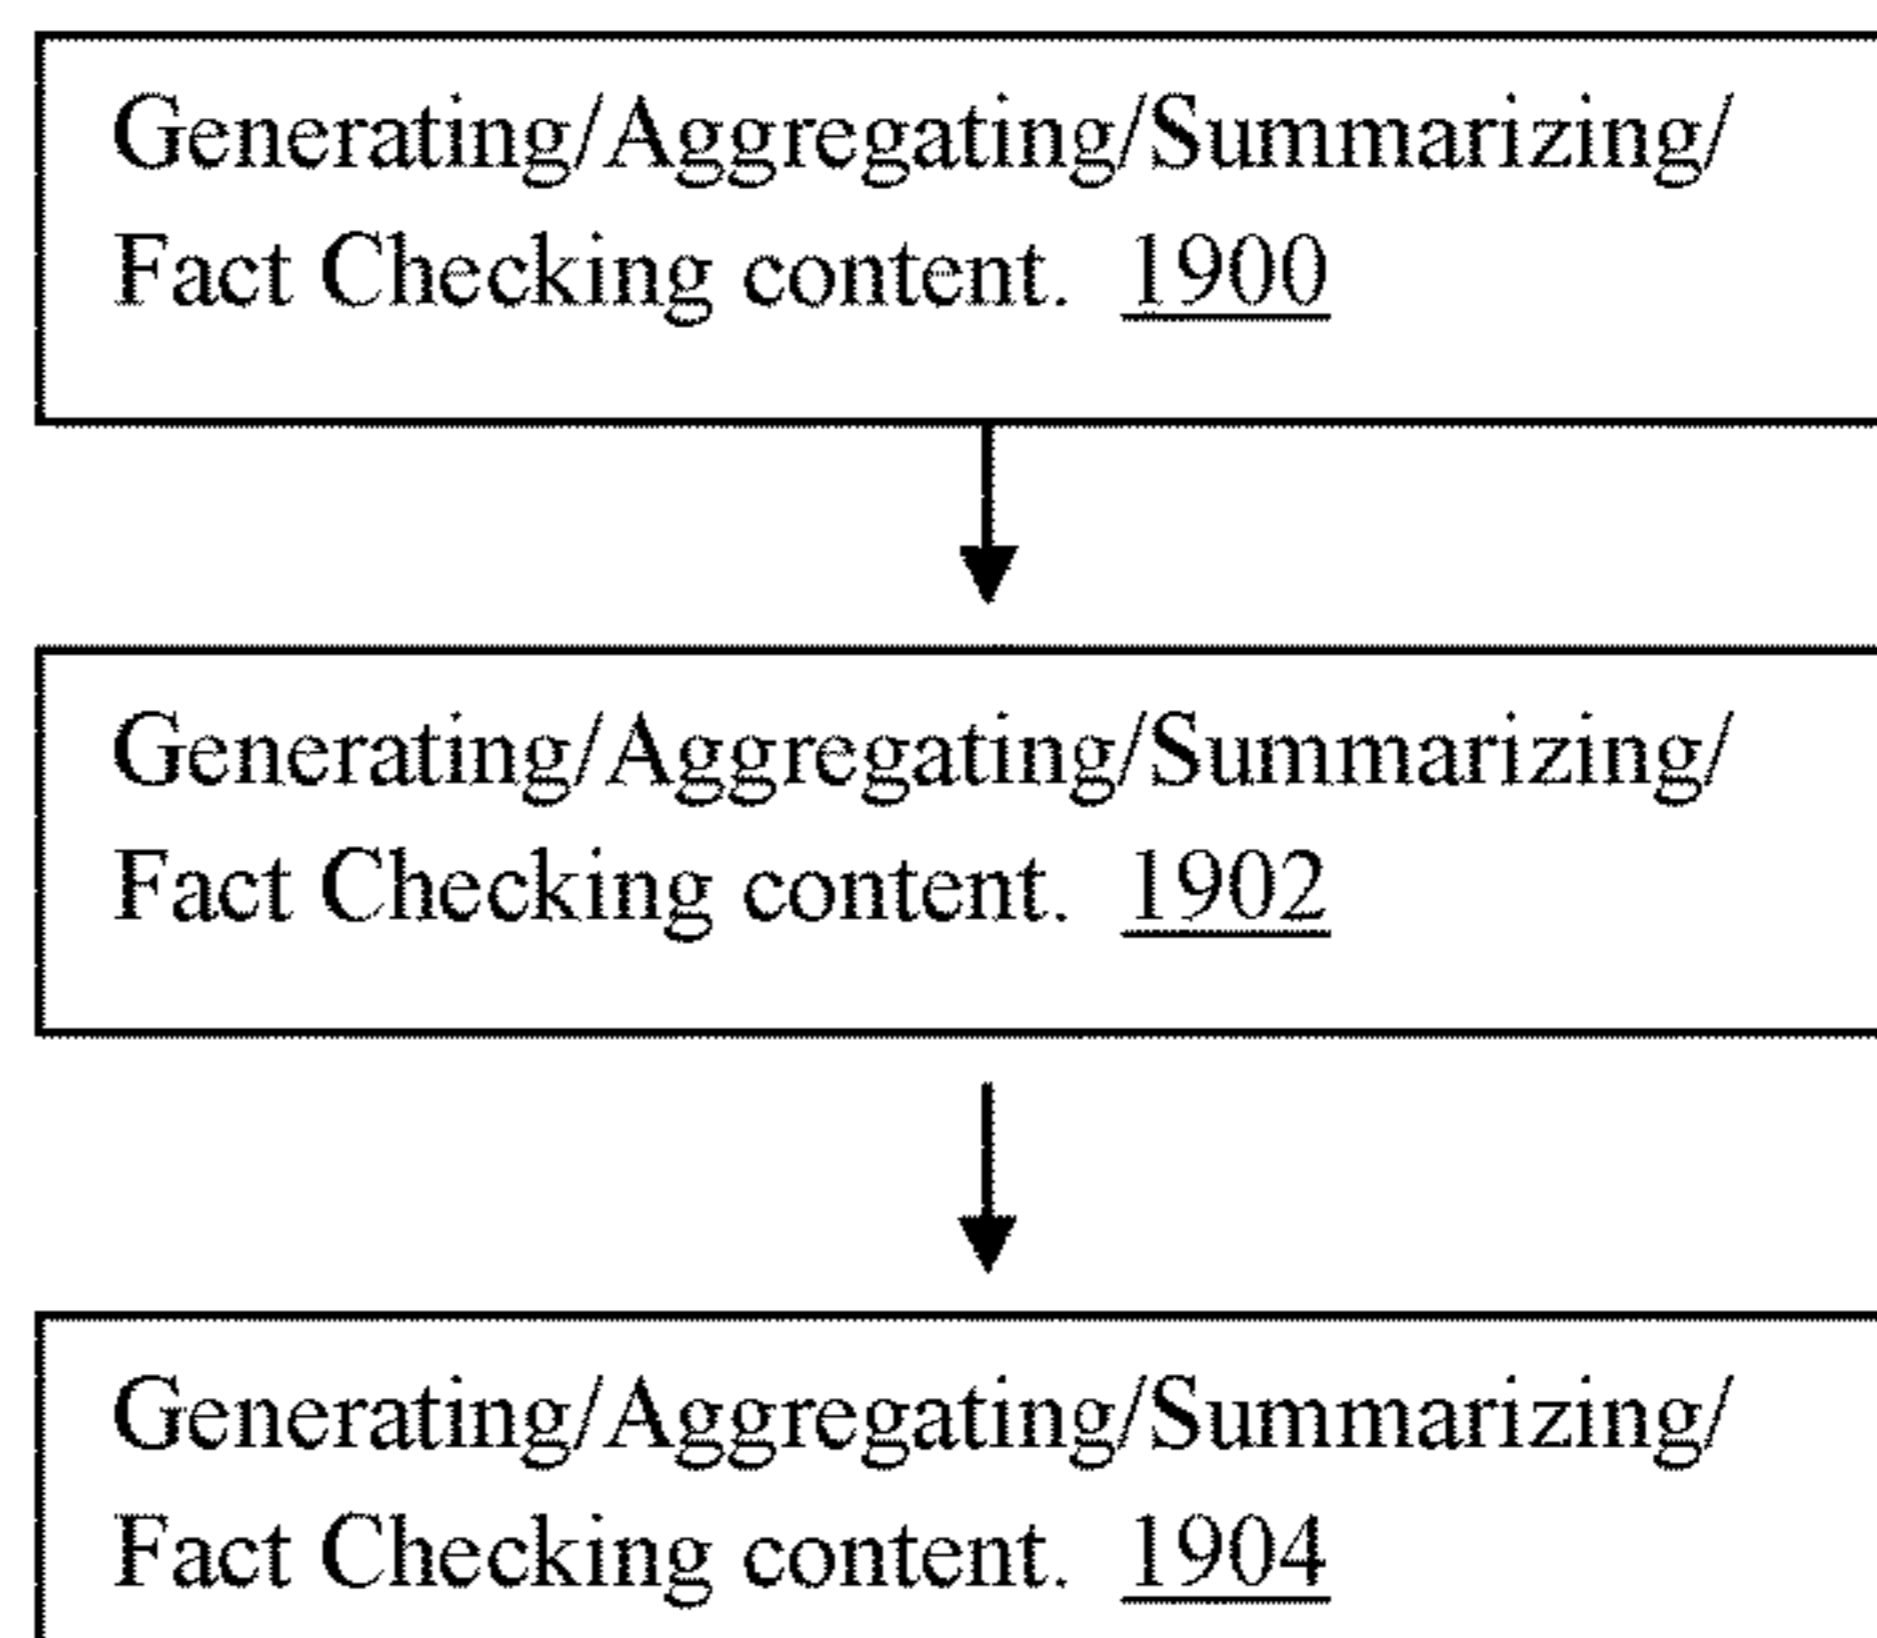 Generating/Aggregating/Summarizing/
Fact Checking content. 1900
Generating/Aggregating/Summarizing/
Fact Checking content. 1902
Generating/Aggregating/Summarizing/
Fact Checking content. 1904